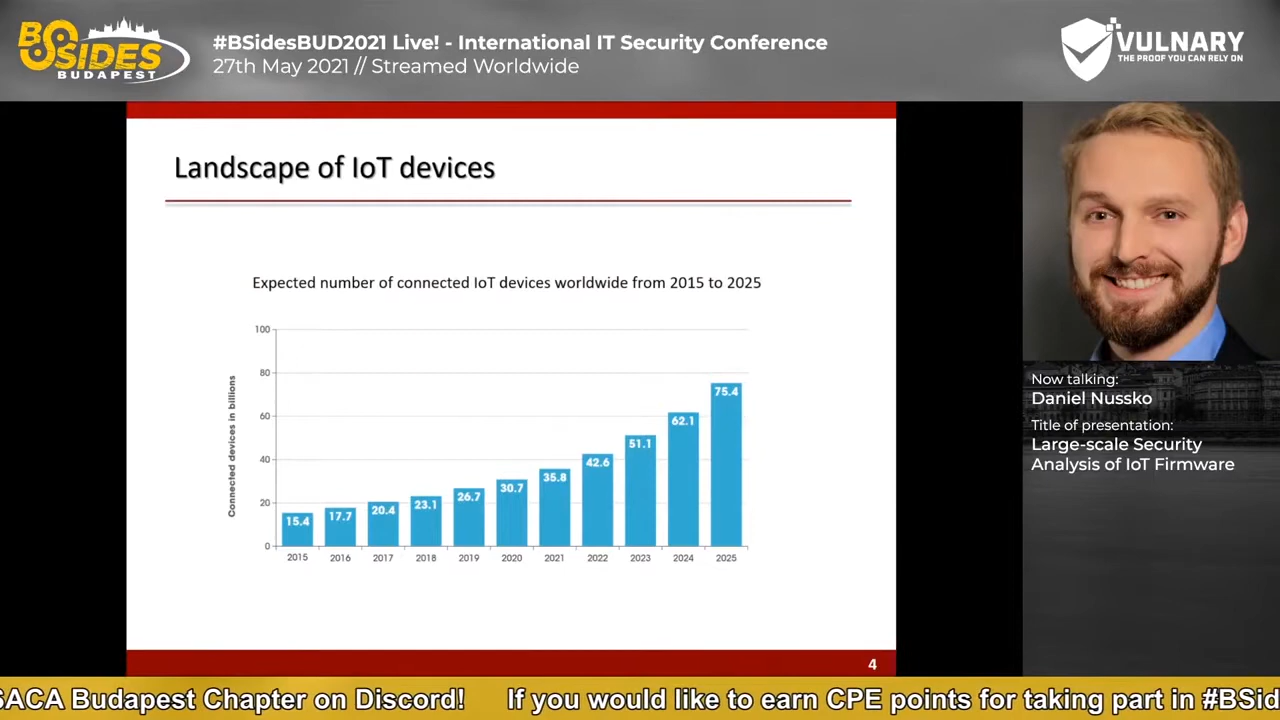 BSIDES
BUDAPEST
#BSidesBUD2021 Live! - International IT Security Conference
27th May 2021 // Streamed Worldwide
VULNARY
THE PROOF YOU CAN RELY ON
Landscape of IoT devices
Expected number of connected IoT devices worldwide from 2015 to 2025
Connected devices in billions
100
80
60
40
20
0
15.4
17.7
20.4
23.1
26.7
30.7
35.8
42.6
51.1
62.1
75.4
2015 2016 2017 2018 2019 2020 2021 2022 2023 2024 2025
4
Now talking:
Daniel Nussko
Title of presentation:
Large-scale Security
Analysis of IoT Firmware
SACA Budapest Chapter on Discord! If you would like to earn CPE points for taking part in #BSid